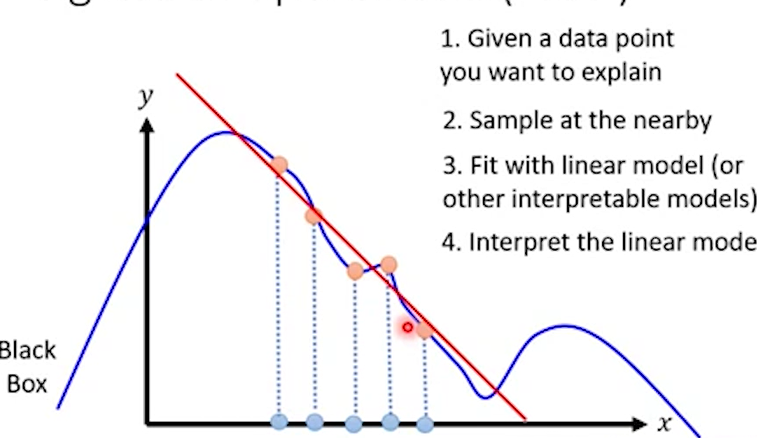 1. Given a data point
you want to explain
y
2. Sample at the nearby
3. Fit with linear model (or
other interpretable models)
4. Interpret the linear mode
Black
Box
x